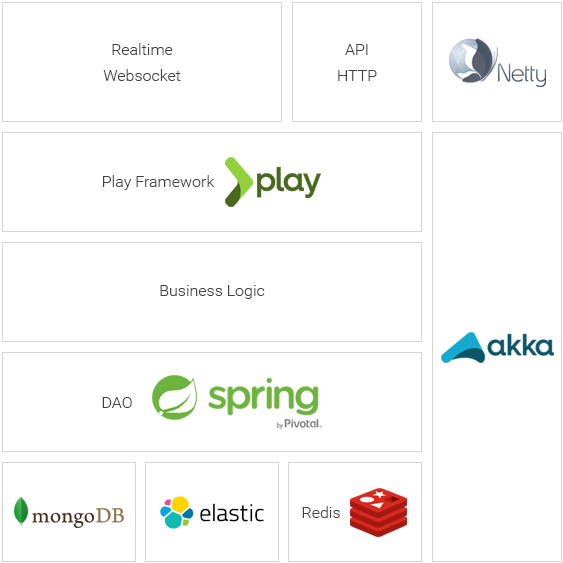 Realtime
Websocket
API
HTTP
Netty
Play Framework
play
Business Logic
akka
DAO
spring
by Pivotal.
mongoDB
elastic
Redis